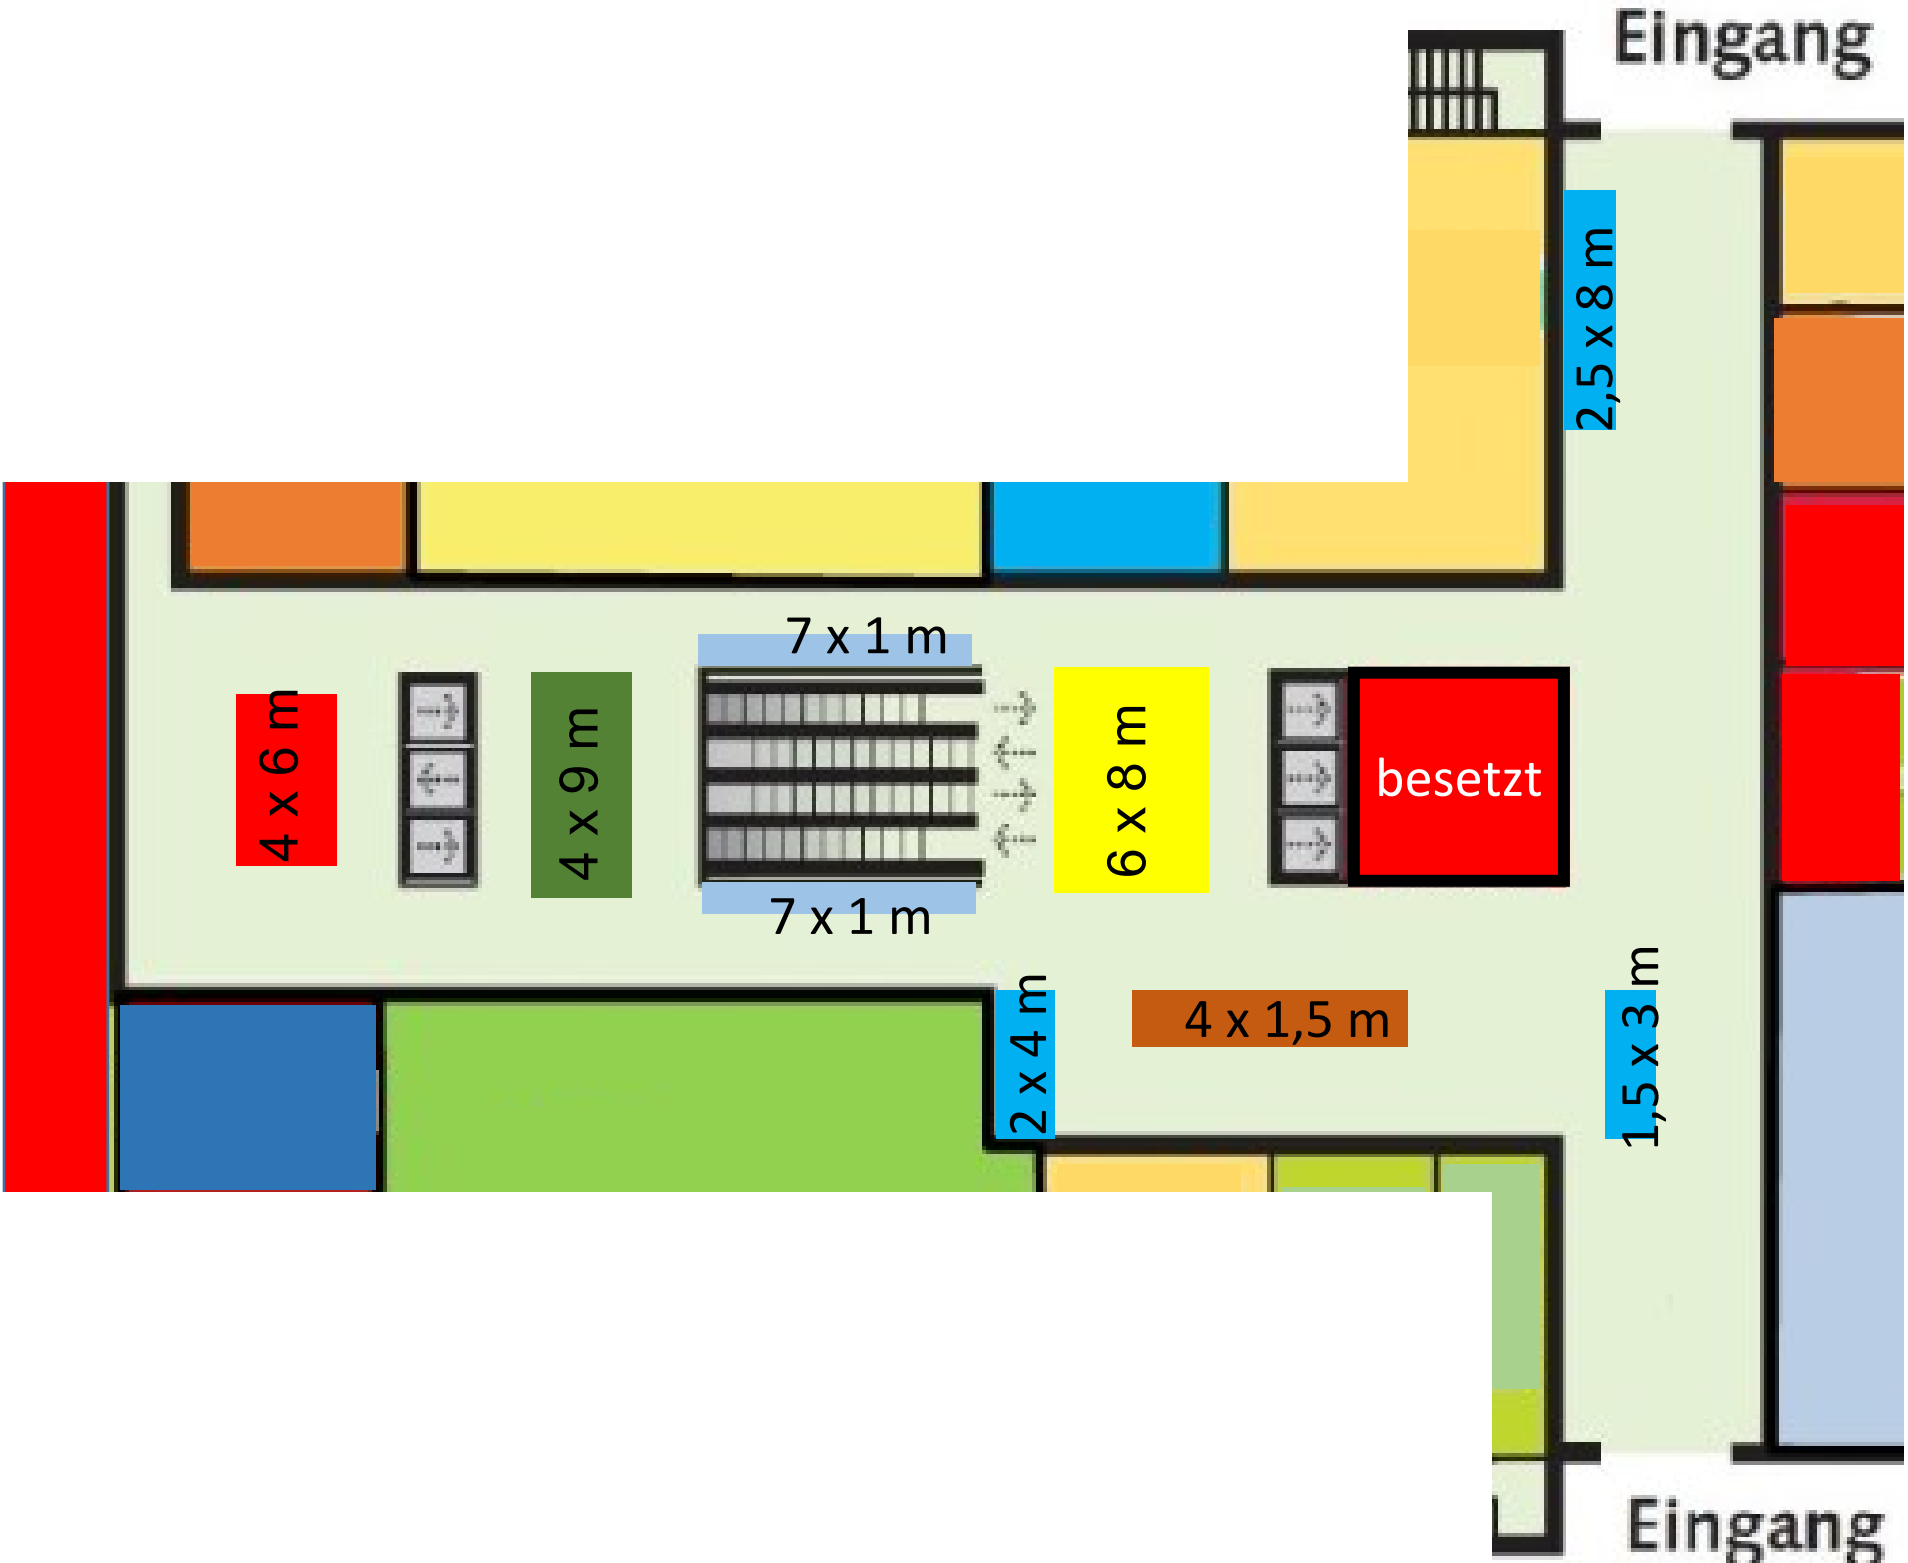 Eingang
2,5 x 8 m
7 x 1 m
4 x 6 m
4 x 9 m
6 x 8 m
besetzt
7 x 1 m
2 x 4 m
4 x 1,5 m
1,5 x 3 m
Eingang